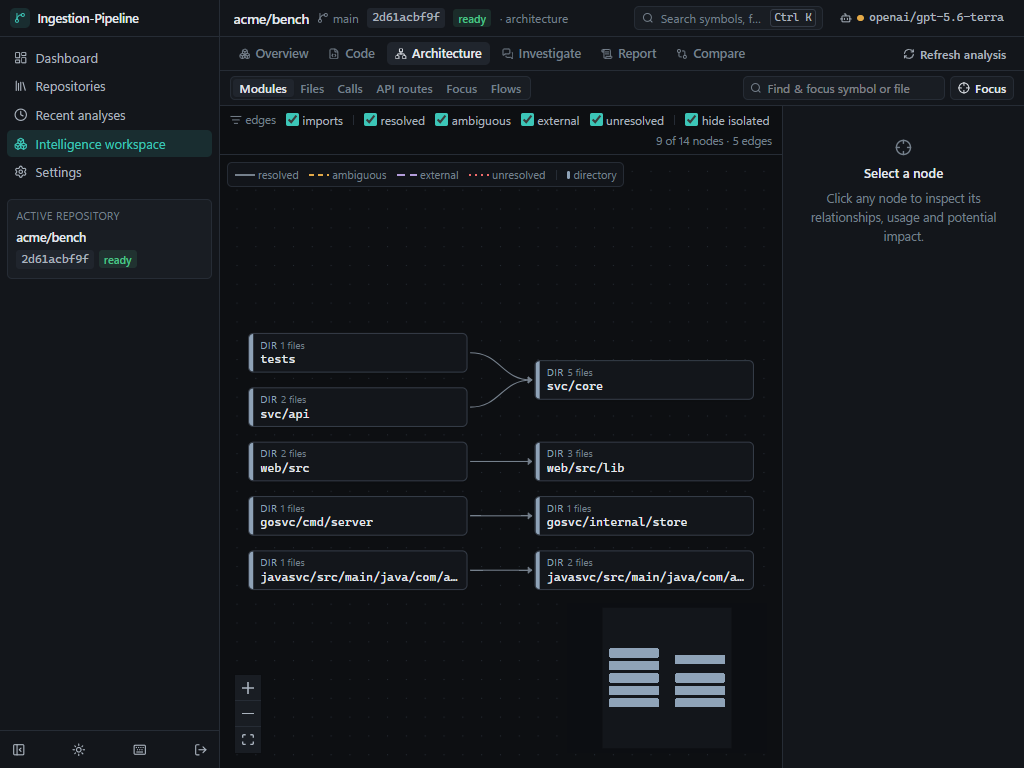 Ingestion-Pipeline
Dashboard
Repositories
Recent analyses
Intelligence workspace
Settings
ACTIVE REPOSITORY
acme/bench
2d61acbf9f ready
acme/bench main 2d61acbf9f ready · architecture
Search symbols, f... Ctrl K
openai/gpt-5.6-terra
Overview Code Architecture Investigate Report Compare
Refresh analysis
Modules Files Calls API routes Focus Flows
Find & focus symbol or file
Focus
edges imports resolved ambiguous external unresolved hide isolated
9 of 14 nodes · 5 edges
resolved ambiguous external unresolved directory
DIR 1 files
tests
DIR 5 files
svc/core
DIR 2 files
svc/api
DIR 2 files
web/src
DIR 3 files
web/src/lib
DIR 1 files
gosvc/cmd/server
DIR 1 files
gosvc/internal/store
DIR 1 files
javasvc/src/main/java/com/a…
DIR 2 files
javasvc/src/main/java/com/a…
Select a node
Click any node to inspect its
relationships, usage and potential
impact.